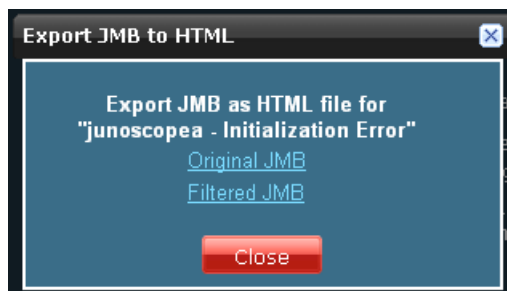 Export JMB to HTML
Export JMB as HTML file for
"junoscopea - Initialization Error"
Original JMB
Filtered JMB
Close